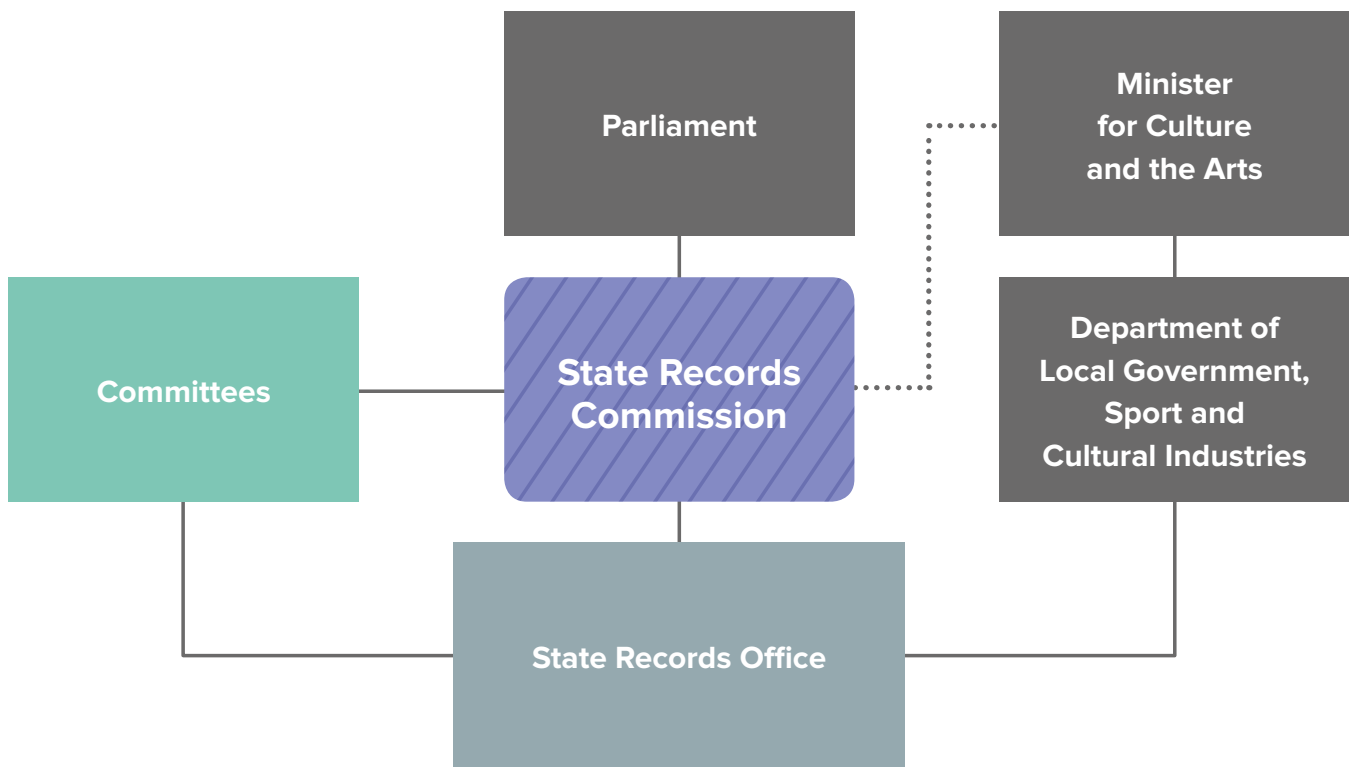 Parliament
Minister
for Culture
and the Arts
Committees
State Records
Commission
Department of
Local Government,
Sport and
Cultural Industries
State Records Office